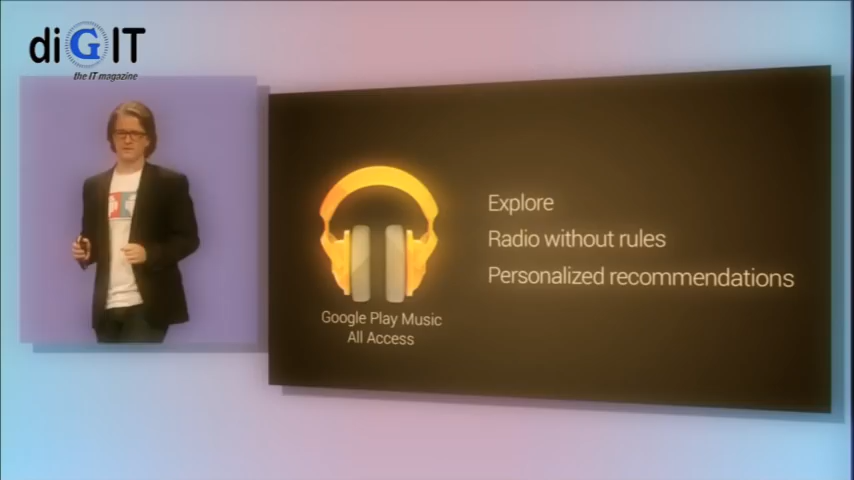 diGIT
the IT magazine
Explore
Radio without rules
Personalized recommendations
Google Play Music
All Access